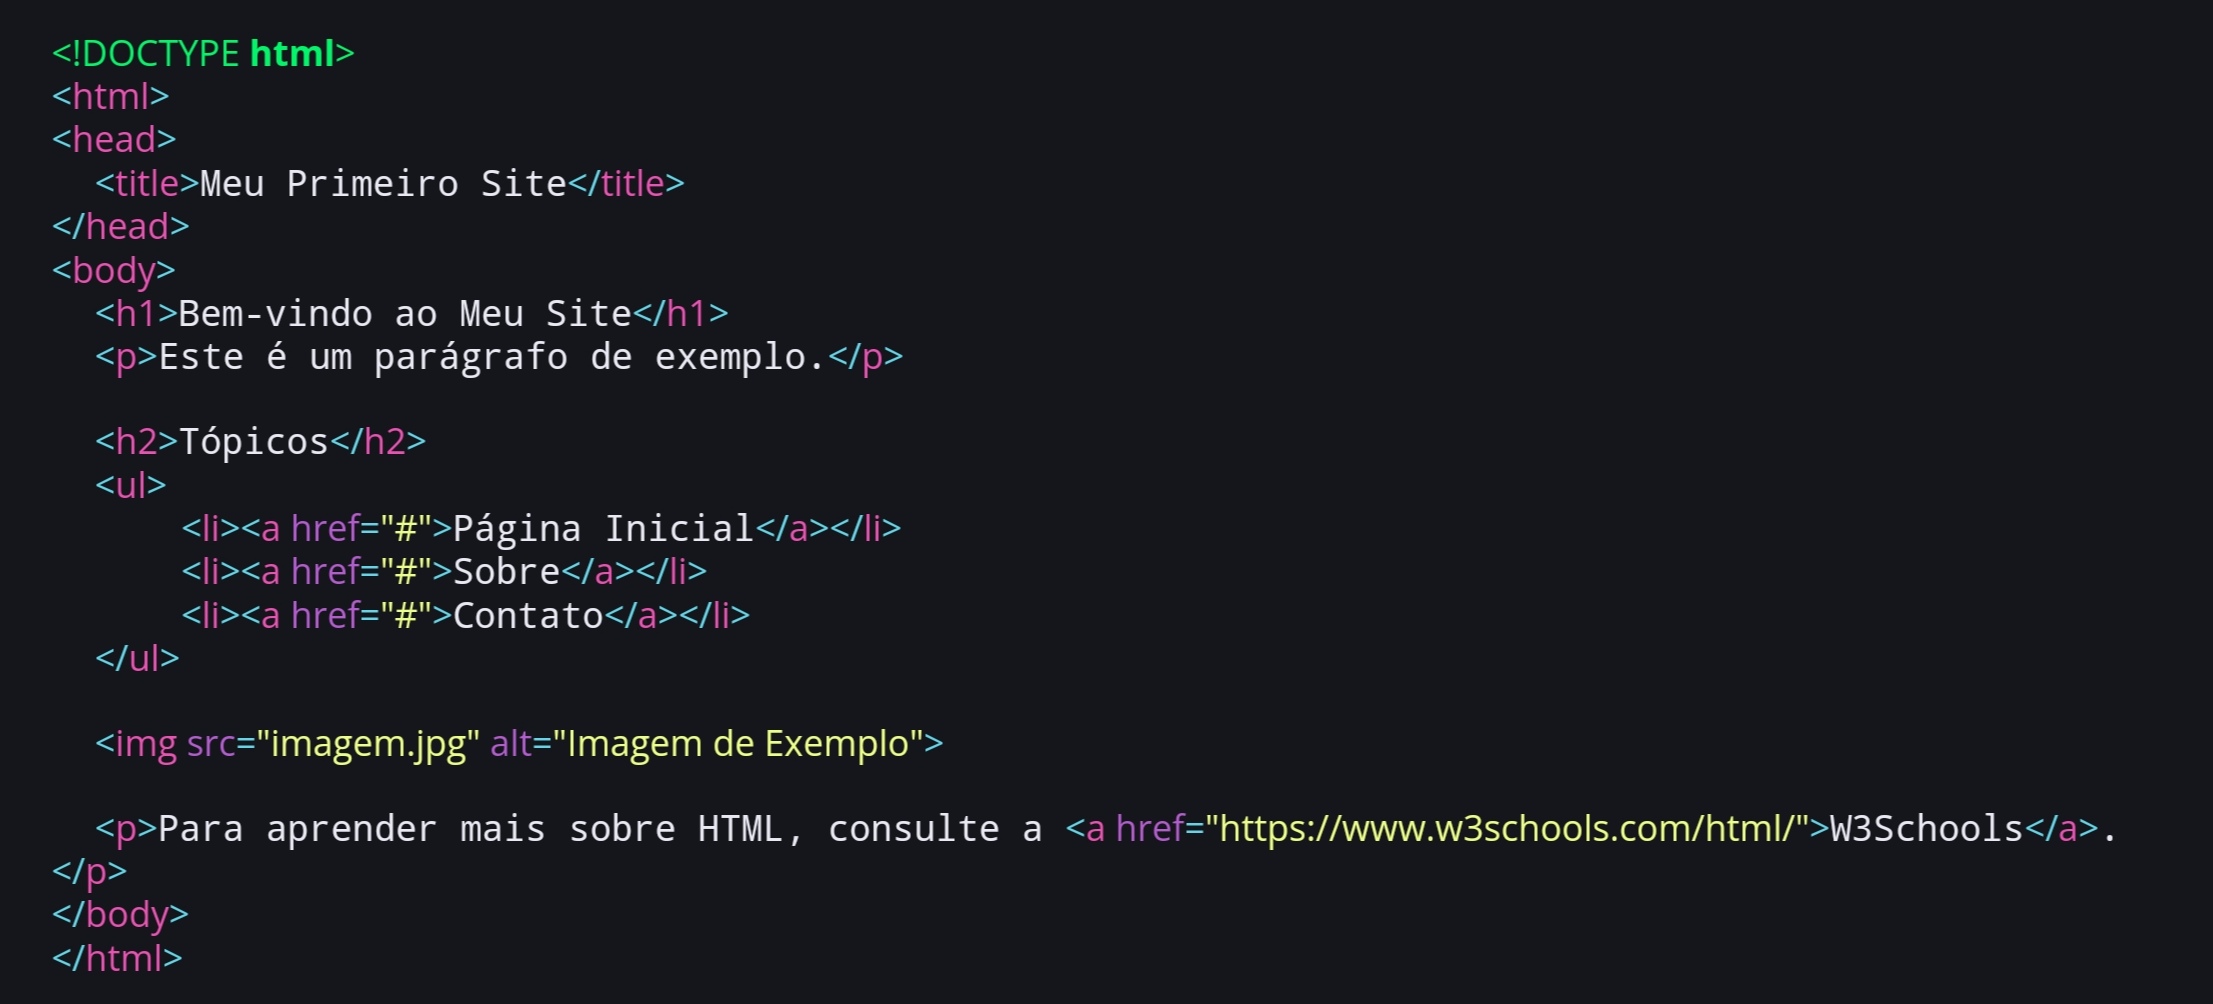 <!DOCTYPE html>
<html>
<head>
<title>Meu Primeiro Site</title>
</head>
<body>
<h1>Bem-vindo ao Meu Site</h1>
<p>Este é um parágrafo de exemplo.</p>
<h2>Tópicos</h2>
<ul>
<li><a href="#">Página Inicial</a></li>
<li><a href="#">Sobre</a></li>
<li><a href="#">Contato</a></li>
</ul>
<img src="imagem.jpg" alt="Imagem de Exemplo">
<p>Para aprender mais sobre HTML, consulte a <a href="https://www.w3schools.com/html/">W3Schools</a>.
</p>
</body>
</html>